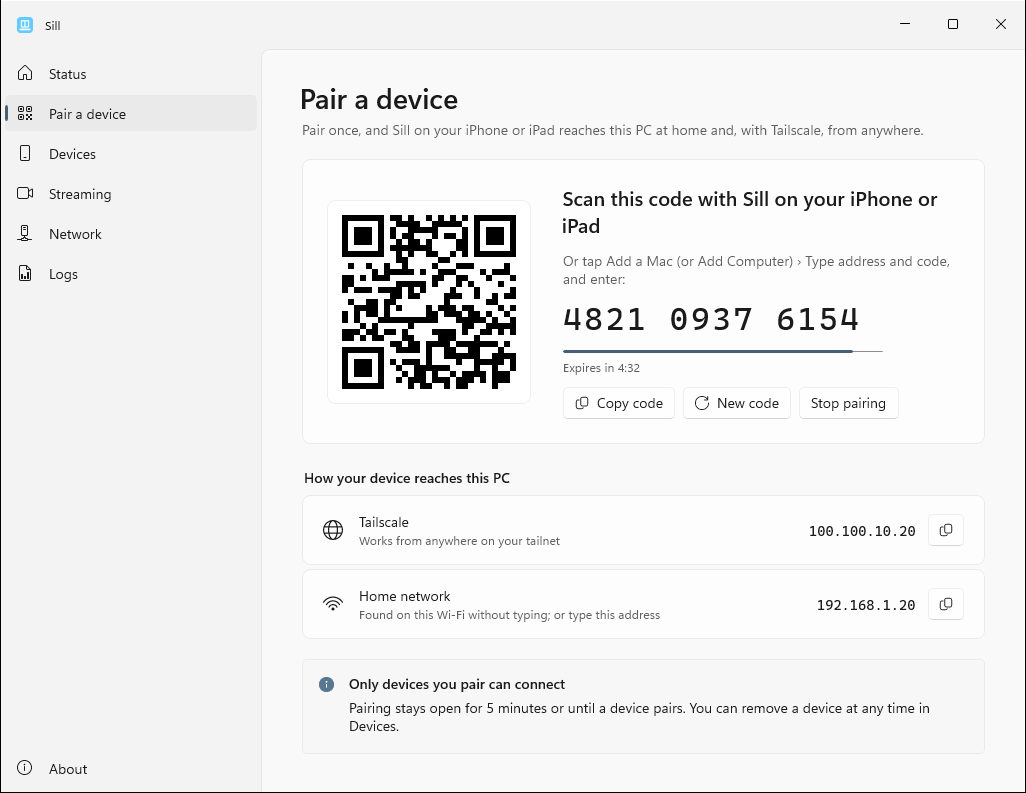 Sill
Status
Pair a device
Devices
Streaming
Network
Logs
About
Pair a device
Pair once, and Sill on your iPhone or iPad reaches this PC at home and, with Tailscale, from anywhere.
Scan this code with Sill on your iPhone or
iPad
Or tap Add a Mac (or Add Computer) › Type address and code,
and enter:
4821 0937 6154
Expires in 4:32
Copy code
New code
Stop pairing
How your device reaches this PC
Tailscale
Works from anywhere on your tailnet
100.100.10.20
Home network
Found on this Wi-Fi without typing; or type this address
192.168.1.20
Only devices you pair can connect
Pairing stays open for 5 minutes or until a device pairs. You can remove a device at any time in
Devices.